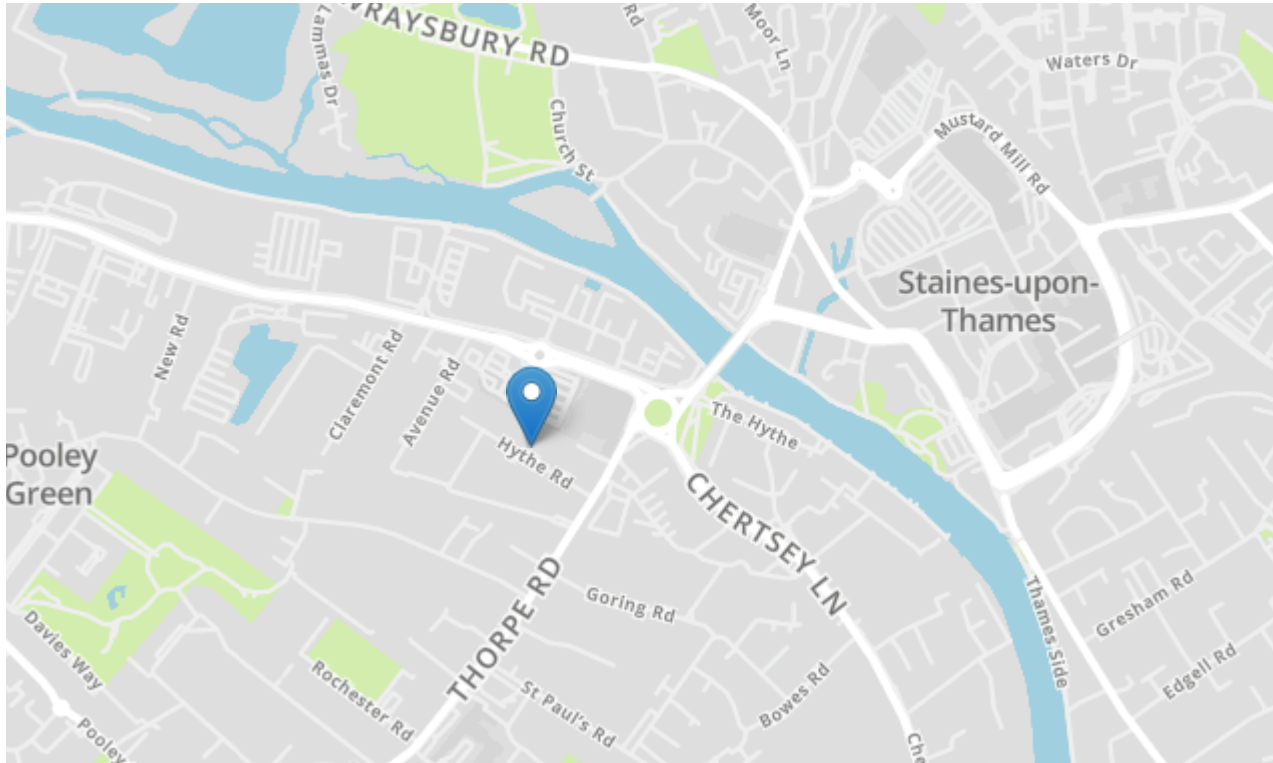 WRAYSBURY RD
Lammas Dr
Rd
Moor Ln
Waters Dr
Church St
Mustard Mill Rd
Staines-upon-
Thames
New Rd
Claremont Rd
Avenue Rd
The Hythe
Hythe Rd
Pooley
Green
CHERTSEY LN
THORPE RD
Goring Rd
Thames Side
Gresham Rd
Edgell Rd
Davies Way
Rochester Rd
St Paul's Rd
Bowes Rd
Pooley
Che